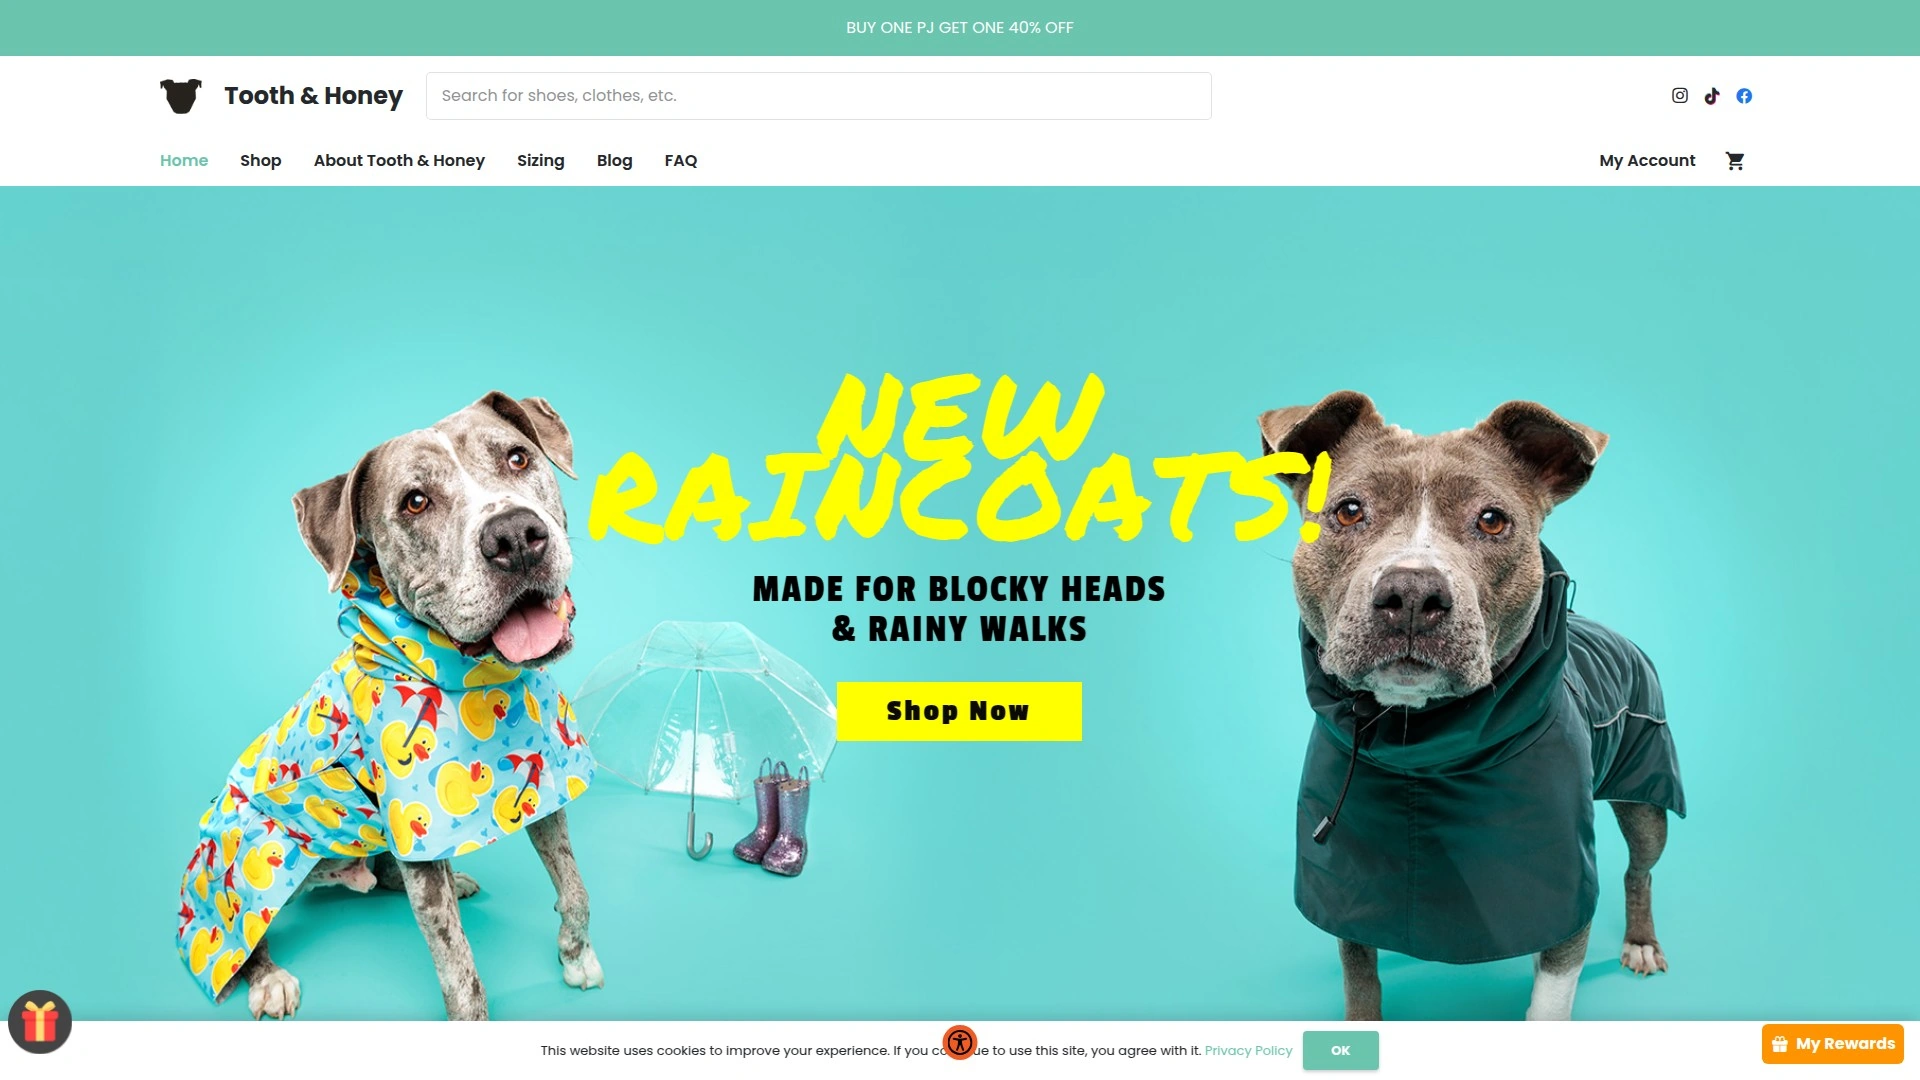 BUY ONE PJ GET ONE 40% OFF
Tooth & Honey
Search for shoes, clothes, etc.
Home Shop About Tooth & Honey Sizing Blog FAQ My Account
NEW
RAINCOATS!
MADE FOR BLOCKY HEADS
& RAINY WALKS
Shop Now
This website uses cookies to improve your experience. If you to use this site, you agree with it. Privacy Policy OK
My Rewards